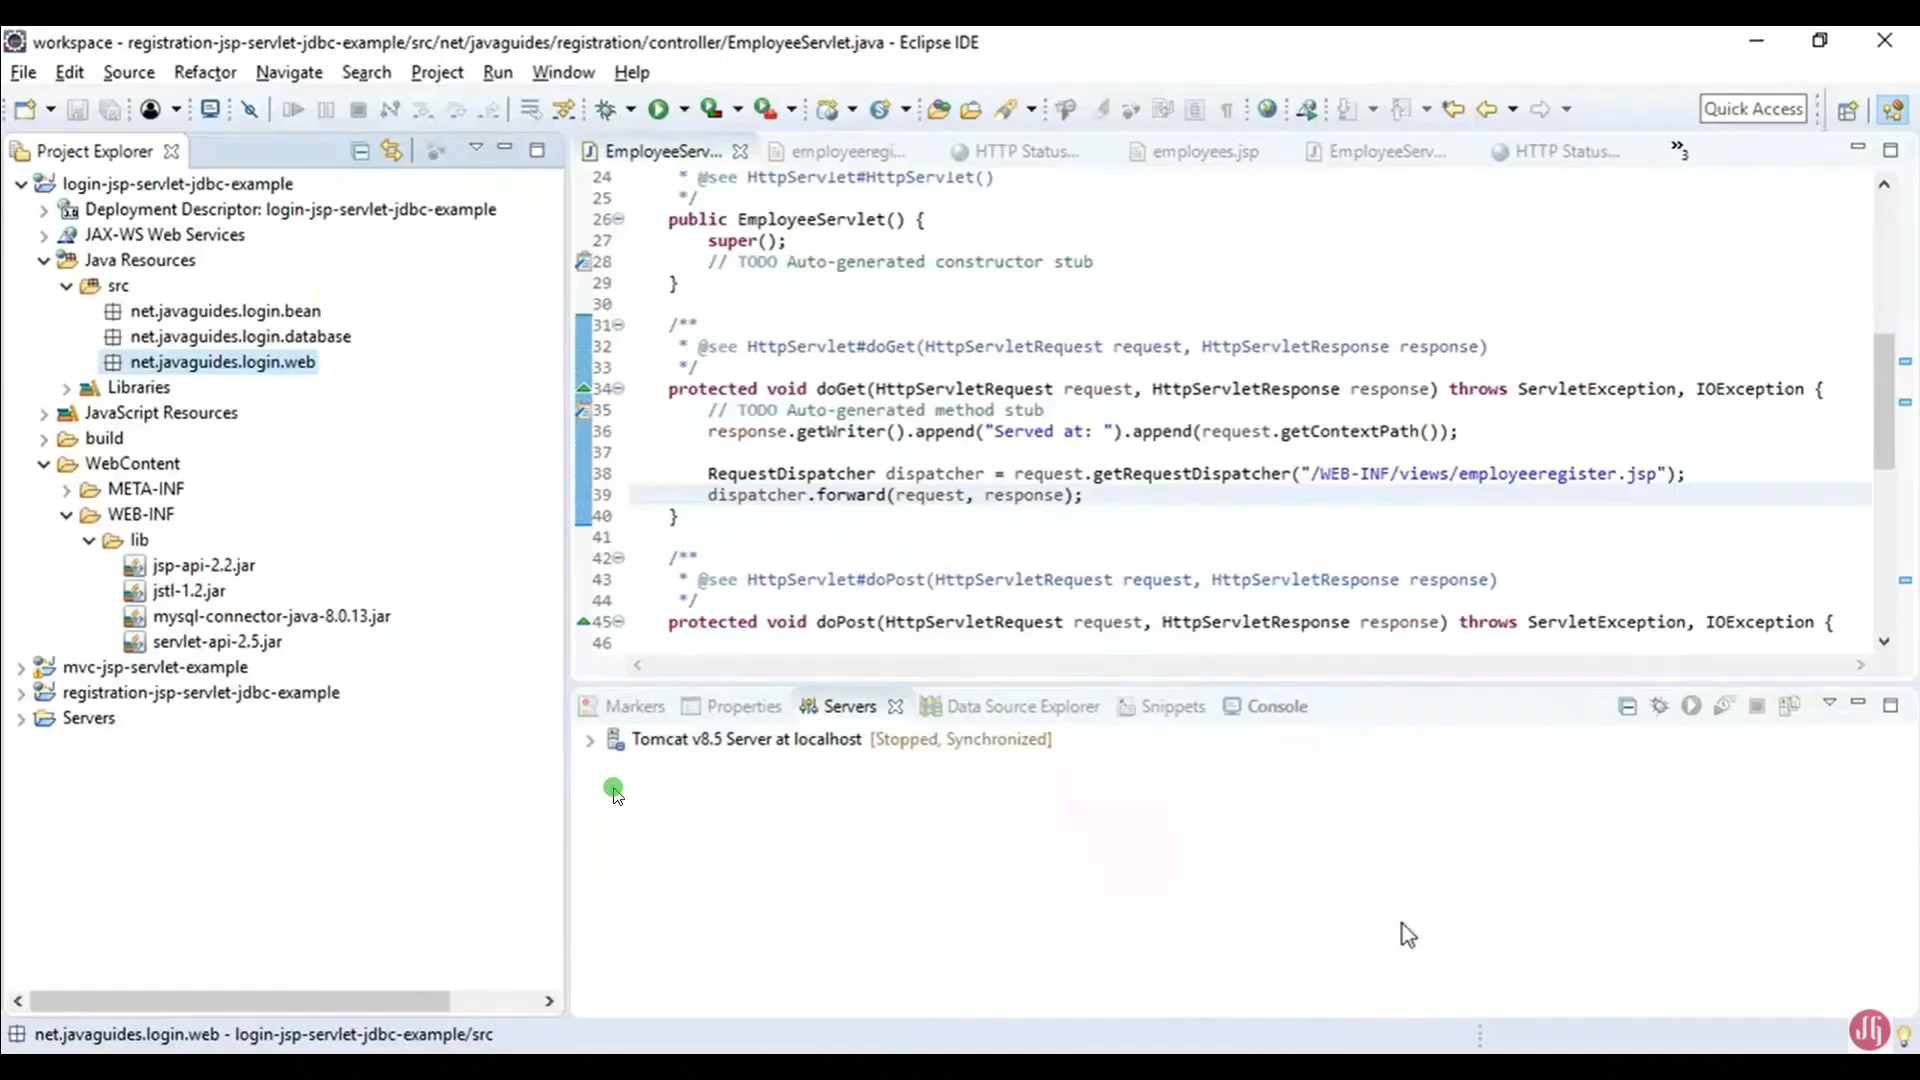 workspace - registration-jsp-servlet-jdbc-example/src/net/javaguides/registration/controller/EmployeeServlet.java - Eclipse IDE
File Edit Source Refactor Navigate Search Project Run Window Help
Quick Access
Project Explorer
login-jsp-servlet-jdbc-example
Deployment Descriptor: login-jsp-servlet-jdbc-example
JAX-WS Web Services
Java Resources
src
net.javaguides.login.bean
net.javaguides.login.database
net.javaguides.login.web
Libraries
JavaScript Resources
build
WebContent
META-INF
WEB-INF
lib
jsp-api-2.2.jar
jstl-1.2.jar
mysql-connector-java-8.0.13.jar
servlet-api-2.5.jar
mvc-jsp-servlet-example
registration-jsp-servlet-jdbc-example
Servers
EmployeeServ... employeeregi... HTTP Status... employees.jsp EmployeeServ... HTTP Status... »3
24 * @see HttpServlet#HttpServlet()
25 */
26 public EmployeeServlet() {
27 super();
28 // TODO Auto-generated constructor stub
29 }
30
31 /**
32 * @see HttpServlet#doGet(HttpServletRequest request, HttpServletResponse response)
33 */
34 protected void doGet(HttpServletRequest request, HttpServletResponse response) throws ServletException, IOException {
35 // TODO Auto-generated method stub
36 response.getWriter().append("Served at: ").append(request.getContextPath());
37
38 RequestDispatcher dispatcher = request.getRequestDispatcher("/WEB-INF/views/employeeregister.jsp");
39 dispatcher.forward(request, response);
40 }
41
42 /**
43 * @see HttpServlet#doPost(HttpServletRequest request, HttpServletResponse response)
44 */
45 protected void doPost(HttpServletRequest request, HttpServletResponse response) throws ServletException, IOException {
46
Markers Properties Servers Data Source Explorer Snippets Console
Tomcat v8.5 Server at localhost [Stopped, Synchronized]
net.javaguides.login.web - login-jsp-servlet-jdbc-example/src